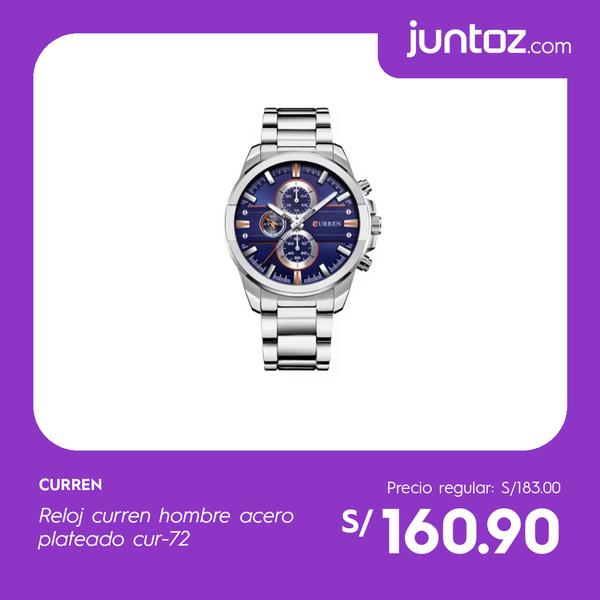 juntoz.com
CURREN
CURREN
Reloj curren hombre acero
plateado cur-72
Precio regular: S/183.00
S/160.90